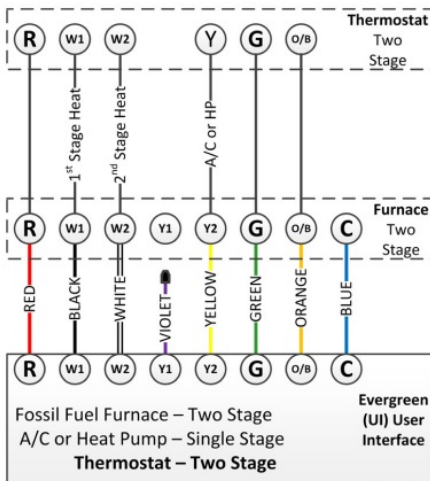 Thermostat
Two
Stage
R W1 W2 Y G O/B
1st Stage Heat
2nd Stage Heat
A/C or HP
Furnace
Two
Stage
R W1 W2 Y1 Y2 G O/B C
RED
BLACK
WHITE
VIOLET
YELLOW
GREEN
ORANGE
BLUE
R W1 W2 Y1 Y2 G O/B C
Fossil Fuel Furnace – Two Stage
A/C or Heat Pump – Single Stage
Thermostat – Two Stage
Evergreen
(UI) User
Interface